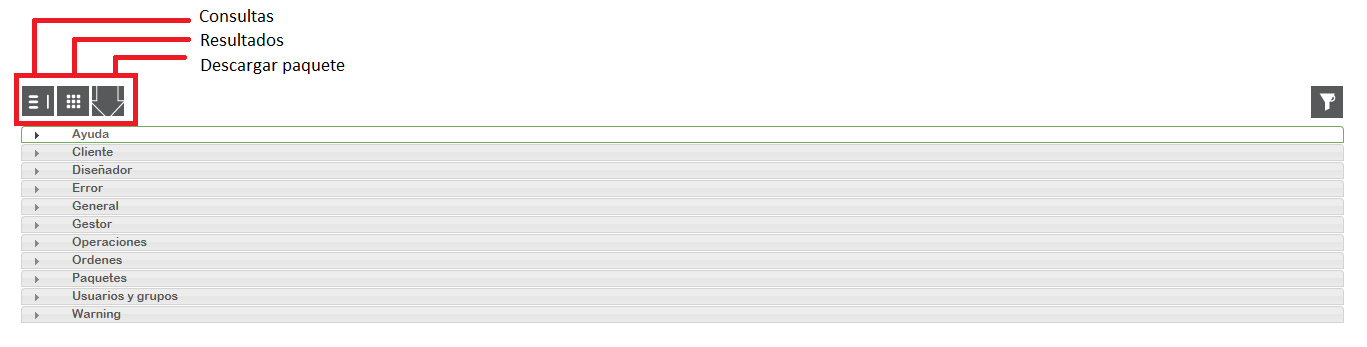 Consultas
Resultados
Descargar paquete
Ayuda
Cliente
Diseñador
Error
General
Gestor
Operaciones
Ordenes
Paquetes
Usuarios y grupos
Warning